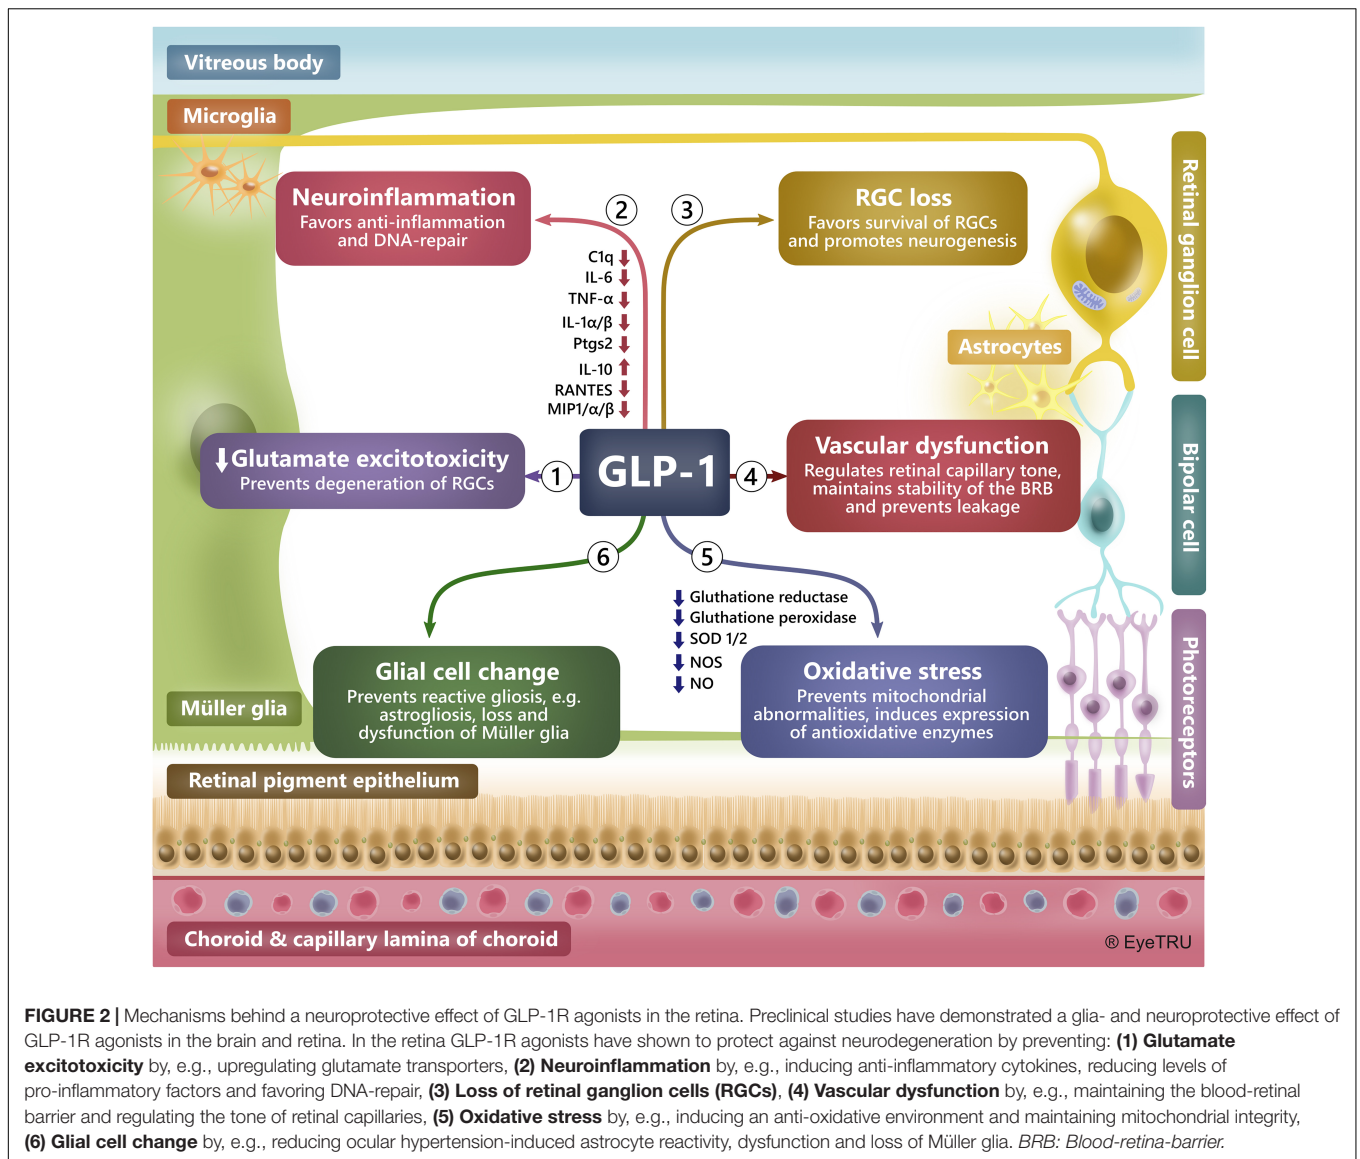 Vitreous body
Microglia
Neuroinflammation
Favors anti-inflammation
and DNA-repair
2
3
RGC loss
Favors survival of RGCs
and promotes neurogenesis
Retinal ganglion cell
C1q
IL-6
TNF-α
IL-1α/β
Ptgs2
IL-10
RANTES
MIP1/α/β
Astrocytes
Glutamate excitotoxicity
Prevents degeneration of RGCs
1
GLP-1
4
Vascular dysfunction
Regulates retinal capillary tone,
maintains stability of the BRB
and prevents leakage
Bipolar cell
6
5
Gluthatione reductase
Gluthatione peroxidase
SOD 1/2
NOS
NO
Glial cell change
Prevents reactive gliosis, e.g.
astrogliosis, loss and
dysfunction of Müller glia
Oxidative stress
Prevents mitochondrial
abnormalities, induces expression
of antioxidative enzymes
Photoreceptors
Müller glia
Retinal pigment epithelium
Choroid & capillary lamina of choroid
® EyeTRU
FIGURE 2 | Mechanisms behind a neuroprotective effect of GLP-1R agonists in the retina. Preclinical studies have demonstrated a glia- and neuroprotective effect of
GLP-1R agonists in the brain and retina. In the retina GLP-1R agonists have shown to protect against neurodegeneration by preventing: (1) Glutamate
excitotoxicity by, e.g., upregulating glutamate transporters, (2) Neuroinflammation by, e.g., inducing anti-inflammatory cytokines, reducing levels of
pro-inflammatory factors and favoring DNA-repair, (3) Loss of retinal ganglion cells (RGCs), (4) Vascular dysfunction by, e.g., maintaining the blood-retinal
barrier and regulating the tone of retinal capillaries, (5) Oxidative stress by, e.g., inducing an anti-oxidative environment and maintaining mitochondrial integrity,
(6) Glial cell change by, e.g., reducing ocular hypertension-induced astrocyte reactivity, dysfunction and loss of Müller glia. BRB: Blood-retina-barrier.